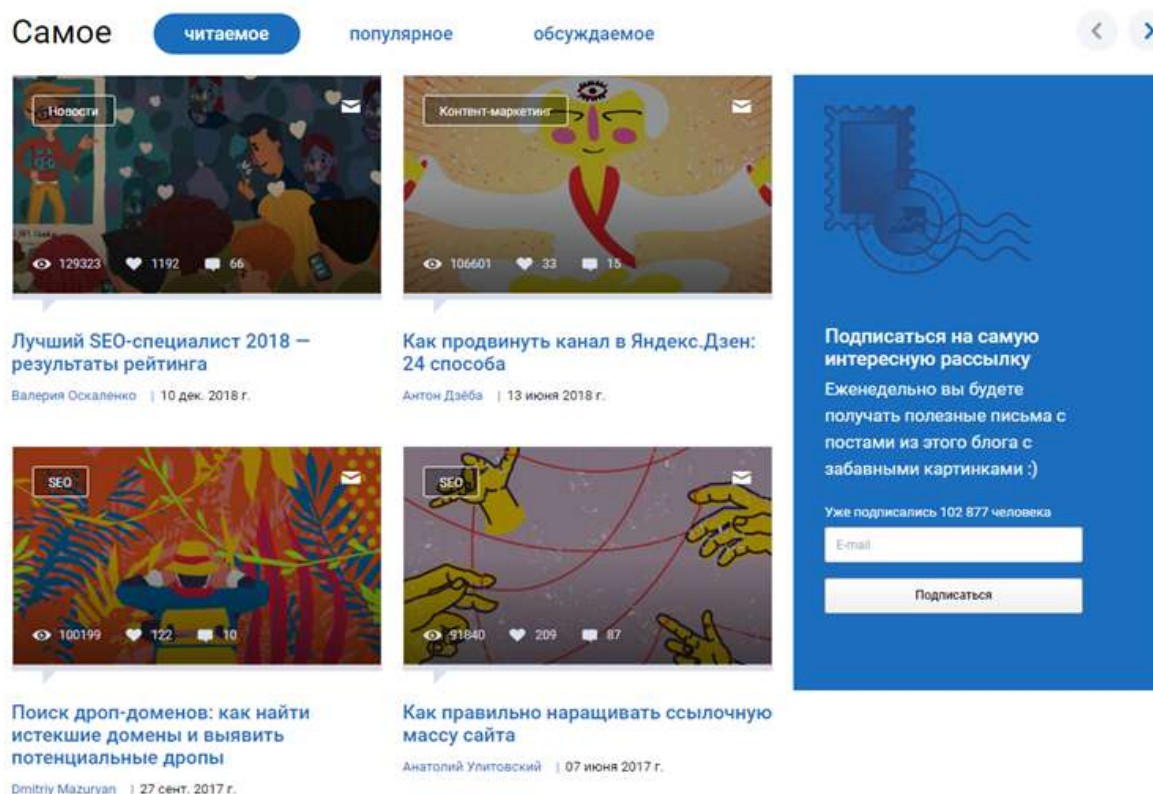 Самое читаемое популярное обсуждаемое
Новости
129323 1192 66
Лучший SEO-специалист 2018 —
результаты рейтинга
Валерия Оскаленко | 10 дек. 2018 г.
Контент-маркетинг
106601 33 15
Как продвинуть канал в Яндекс.Дзен:
24 способа
Антон Дзёба | 13 июня 2018 г.
SEO
100199 122 10
Поиск дроп-доменов: как найти
истекшие домены и выявить
потенциальные дропы
Dmitriy Mazuryan | 27 сент. 2017 г.
SEO
91840 209 87
Как правильно наращивать ссылочную
массу сайта
Анатолий Улитовский | 07 июня 2017 г.
Подписаться на самую
интересную рассылку
Еженедельно вы будете
получать полезные письма с
постами из этого блога с
забавными картинками :)
Уже подписались 102 877 человека
E-mail
Подписаться